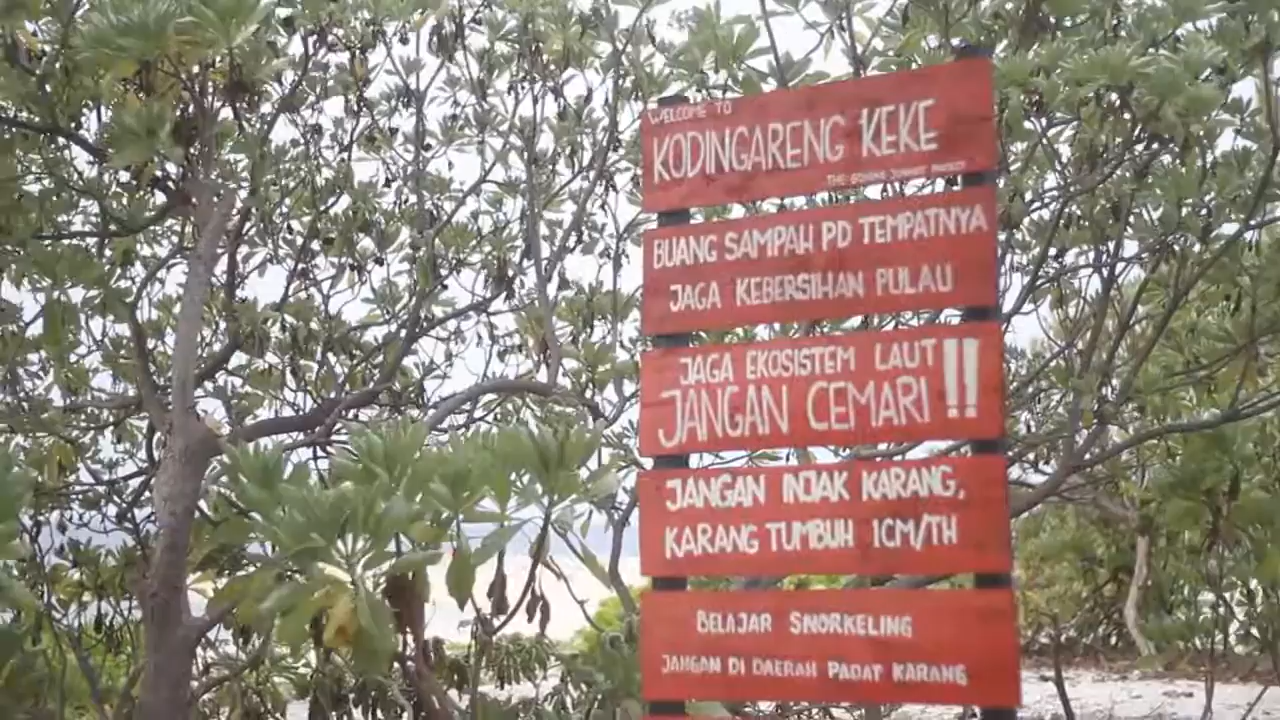 WELCOME TO
KODINGARENG KEKE
THE
BUANG SAMPAH PD TEMPATNYA
JAGA KEBERSIHAN PULAU
JAGA EKOSISTEM LAUT
JANGAN CEMARI !!
JANGAN INJAK KARANG,
KARANG TUMBUH 1CM/TH
BELAJAR SNORKELING
JANGAN DI DAERAH PADAT KARANG